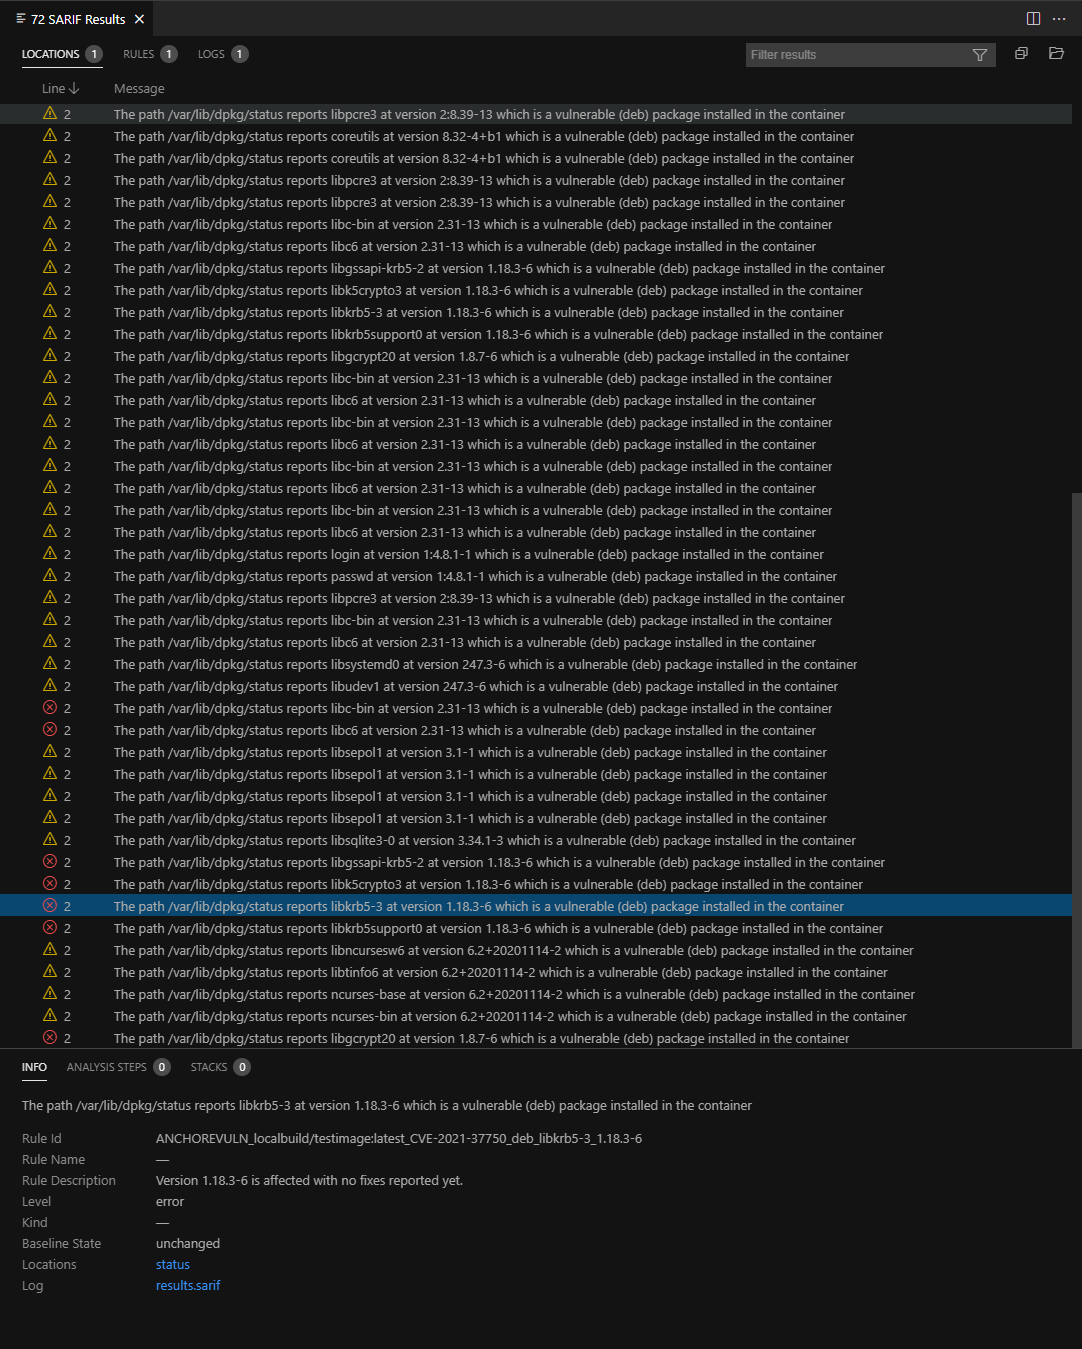 72 SARIF Results
LOCATIONS 1 RULES 1 LOGS 1 Filter results
Line Message
2 The path /var/lib/dpkg/status reports libpcre3 at version 2:8.39-13 which is a vulnerable (deb) package installed in the container
2 The path /var/lib/dpkg/status reports coreutils at version 8.32-4+b1 which is a vulnerable (deb) package installed in the container
2 The path /var/lib/dpkg/status reports coreutils at version 8.32-4+b1 which is a vulnerable (deb) package installed in the container
2 The path /var/lib/dpkg/status reports libpcre3 at version 2:8.39-13 which is a vulnerable (deb) package installed in the container
2 The path /var/lib/dpkg/status reports libpcre3 at version 2:8.39-13 which is a vulnerable (deb) package installed in the container
2 The path /var/lib/dpkg/status reports libc-bin at version 2.31-13 which is a vulnerable (deb) package installed in the container
2 The path /var/lib/dpkg/status reports libc6 at version 2.31-13 which is a vulnerable (deb) package installed in the container
2 The path /var/lib/dpkg/status reports libgssapi-krb5-2 at version 1.18.3-6 which is a vulnerable (deb) package installed in the container
2 The path /var/lib/dpkg/status reports libk5crypto3 at version 1.18.3-6 which is a vulnerable (deb) package installed in the container
2 The path /var/lib/dpkg/status reports libkrb5-3 at version 1.18.3-6 which is a vulnerable (deb) package installed in the container
2 The path /var/lib/dpkg/status reports libkrb5support0 at version 1.18.3-6 which is a vulnerable (deb) package installed in the container
2 The path /var/lib/dpkg/status reports libgcrypt20 at version 1.8.7-6 which is a vulnerable (deb) package installed in the container
2 The path /var/lib/dpkg/status reports libc-bin at version 2.31-13 which is a vulnerable (deb) package installed in the container
2 The path /var/lib/dpkg/status reports libc6 at version 2.31-13 which is a vulnerable (deb) package installed in the container
2 The path /var/lib/dpkg/status reports libc-bin at version 2.31-13 which is a vulnerable (deb) package installed in the container
2 The path /var/lib/dpkg/status reports libc6 at version 2.31-13 which is a vulnerable (deb) package installed in the container
2 The path /var/lib/dpkg/status reports libc-bin at version 2.31-13 which is a vulnerable (deb) package installed in the container
2 The path /var/lib/dpkg/status reports libc6 at version 2.31-13 which is a vulnerable (deb) package installed in the container
2 The path /var/lib/dpkg/status reports libc-bin at version 2.31-13 which is a vulnerable (deb) package installed in the container
2 The path /var/lib/dpkg/status reports libc6 at version 2.31-13 which is a vulnerable (deb) package installed in the container
2 The path /var/lib/dpkg/status reports login at version 1:4.8.1-1 which is a vulnerable (deb) package installed in the container
2 The path /var/lib/dpkg/status reports passwd at version 1:4.8.1-1 which is a vulnerable (deb) package installed in the container
2 The path /var/lib/dpkg/status reports libpcre3 at version 2:8.39-13 which is a vulnerable (deb) package installed in the container
2 The path /var/lib/dpkg/status reports libc-bin at version 2.31-13 which is a vulnerable (deb) package installed in the container
2 The path /var/lib/dpkg/status reports libc6 at version 2.31-13 which is a vulnerable (deb) package installed in the container
2 The path /var/lib/dpkg/status reports libsystemd0 at version 247.3-6 which is a vulnerable (deb) package installed in the container
2 The path /var/lib/dpkg/status reports libudev1 at version 247.3-6 which is a vulnerable (deb) package installed in the container
2 The path /var/lib/dpkg/status reports libc-bin at version 2.31-13 which is a vulnerable (deb) package installed in the container
2 The path /var/lib/dpkg/status reports libc6 at version 2.31-13 which is a vulnerable (deb) package installed in the container
2 The path /var/lib/dpkg/status reports libsepol1 at version 3.1-1 which is a vulnerable (deb) package installed in the container
2 The path /var/lib/dpkg/status reports libsepol1 at version 3.1-1 which is a vulnerable (deb) package installed in the container
2 The path /var/lib/dpkg/status reports libsepol1 at version 3.1-1 which is a vulnerable (deb) package installed in the container
2 The path /var/lib/dpkg/status reports libsepol1 at version 3.1-1 which is a vulnerable (deb) package installed in the container
2 The path /var/lib/dpkg/status reports libsqlite3-0 at version 3.34.1-3 which is a vulnerable (deb) package installed in the container
2 The path /var/lib/dpkg/status reports libgssapi-krb5-2 at version 1.18.3-6 which is a vulnerable (deb) package installed in the container
2 The path /var/lib/dpkg/status reports libk5crypto3 at version 1.18.3-6 which is a vulnerable (deb) package installed in the container
2 The path /var/lib/dpkg/status reports libkrb5-3 at version 1.18.3-6 which is a vulnerable (deb) package installed in the container
2 The path /var/lib/dpkg/status reports libkrb5support0 at version 1.18.3-6 which is a vulnerable (deb) package installed in the container
2 The path /var/lib/dpkg/status reports libncursesw6 at version 6.2+20201114-2 which is a vulnerable (deb) package installed in the container
2 The path /var/lib/dpkg/status reports libtinfo6 at version 6.2+20201114-2 which is a vulnerable (deb) package installed in the container
2 The path /var/lib/dpkg/status reports ncurses-base at version 6.2+20201114-2 which is a vulnerable (deb) package installed in the container
2 The path /var/lib/dpkg/status reports ncurses-bin at version 6.2+20201114-2 which is a vulnerable (deb) package installed in the container
2 The path /var/lib/dpkg/status reports libgcrypt20 at version 1.8.7-6 which is a vulnerable (deb) package installed in the container
INFO ANALYSIS STEPS 0 STACKS 0
The path /var/lib/dpkg/status reports libkrb5-3 at version 1.18.3-6 which is a vulnerable (deb) package installed in the container
Rule Id ANCHOREVULN_localbuild/testimage:latest_CVE-2021-37750_deb_libkrb5-3_1.18.3-6
Rule Name —
Rule Description Version 1.18.3-6 is affected with no fixes reported yet.
Level error
Kind —
Baseline State unchanged
Locations status
Log results.sarif